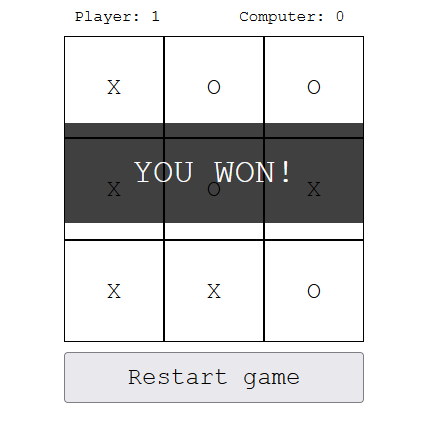 Player: 1 Computer: 0
X O O
YOU WON!
X O X
X X O
Restart game